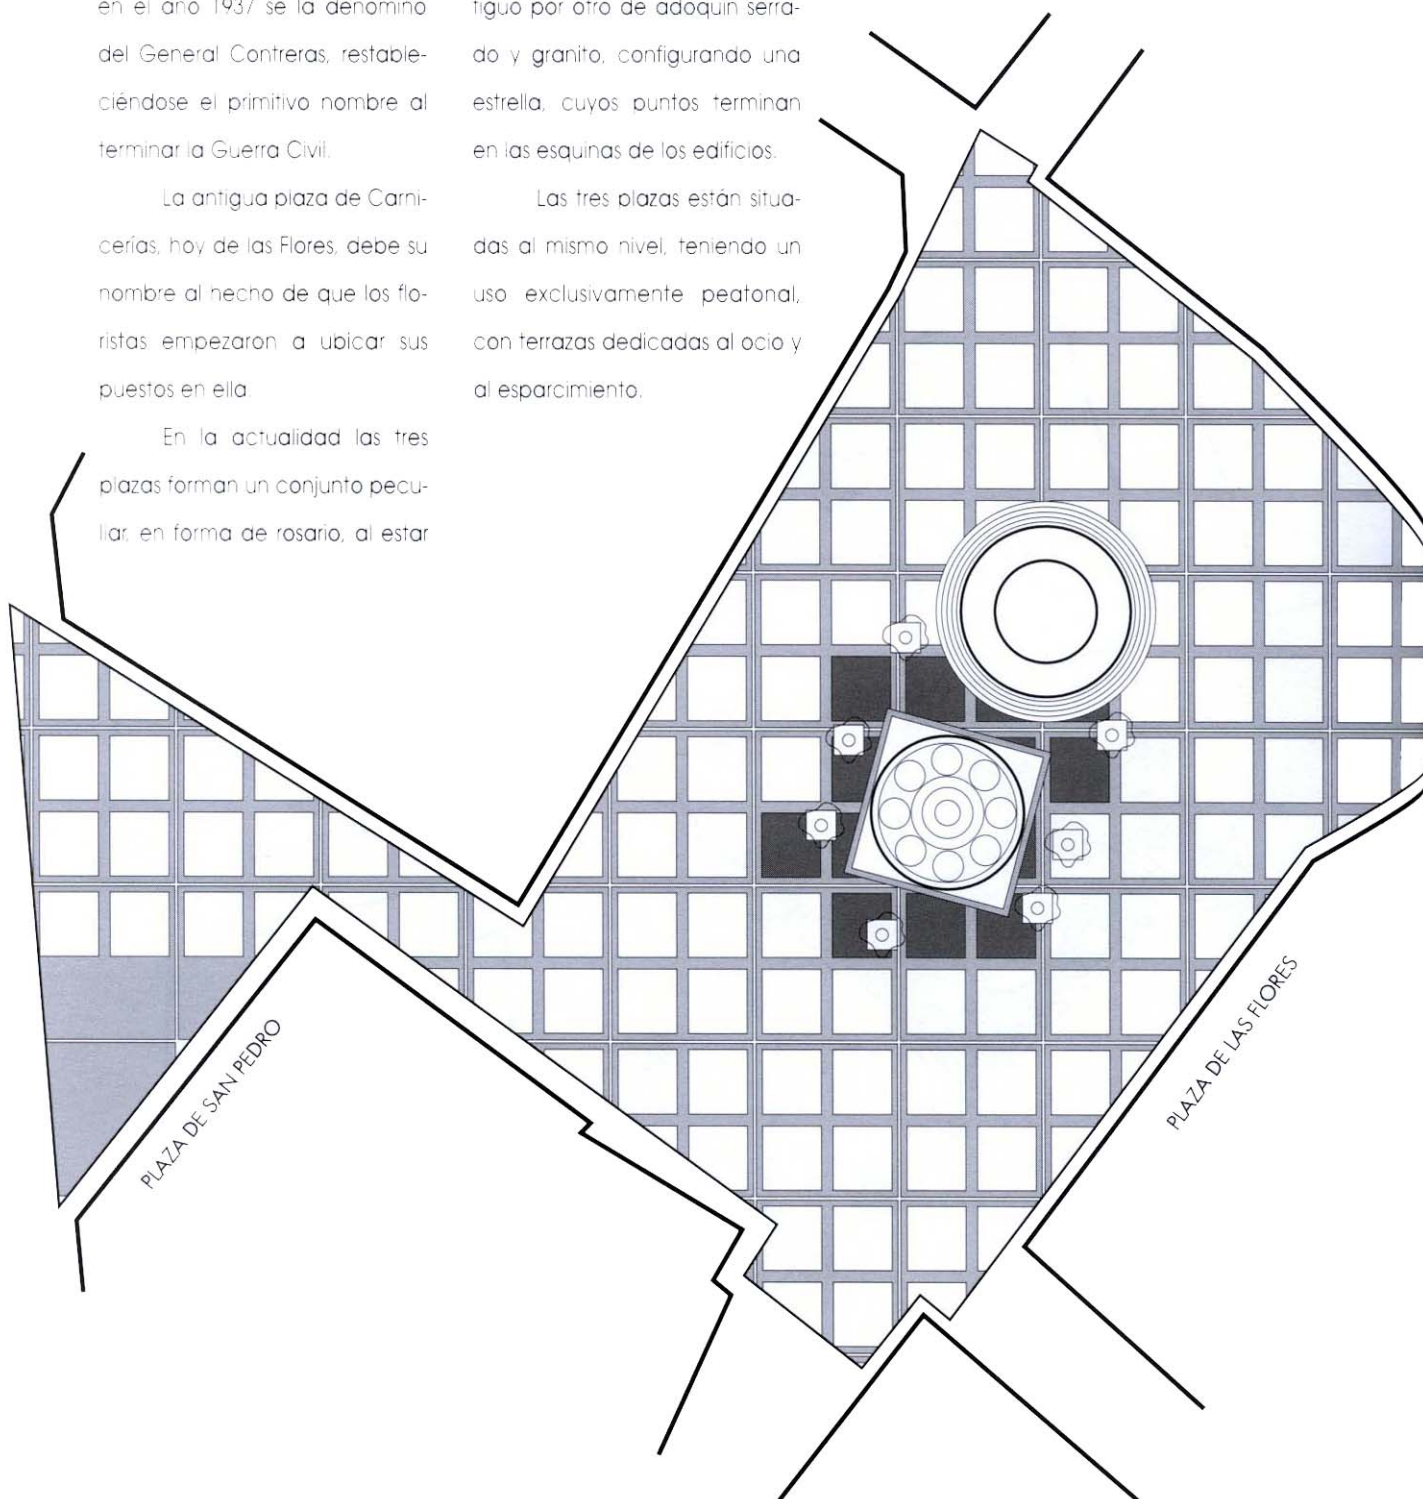 en el año 1937 se la denominó
del General Contreras, restable-
ciéndose el primitivo nombre al
terminar la Guerra Civil.
La antigua plaza de Carni-
cerías, hoy de las Flores, debe su
nombre al hecho de que los flo-
ristas empezaron a ubicar sus
puestos en ella.
En la actualidad las tres
plazas forman un conjunto pecu-
liar, en forma de rosario, al estar
tiguo por otro de adoquín serra-
do y granito, configurando una
estrella, cuyos puntos terminan
en las esquinas de los edificios.
Las tres plazas están situa-
das al mismo nivel, teniendo un
uso exclusivamente peatonal,
con terrazas dedicadas al ocio y
al esparcimiento.
PLAZA DE SAN PEDRO
PLAZA DE LAS FLORES